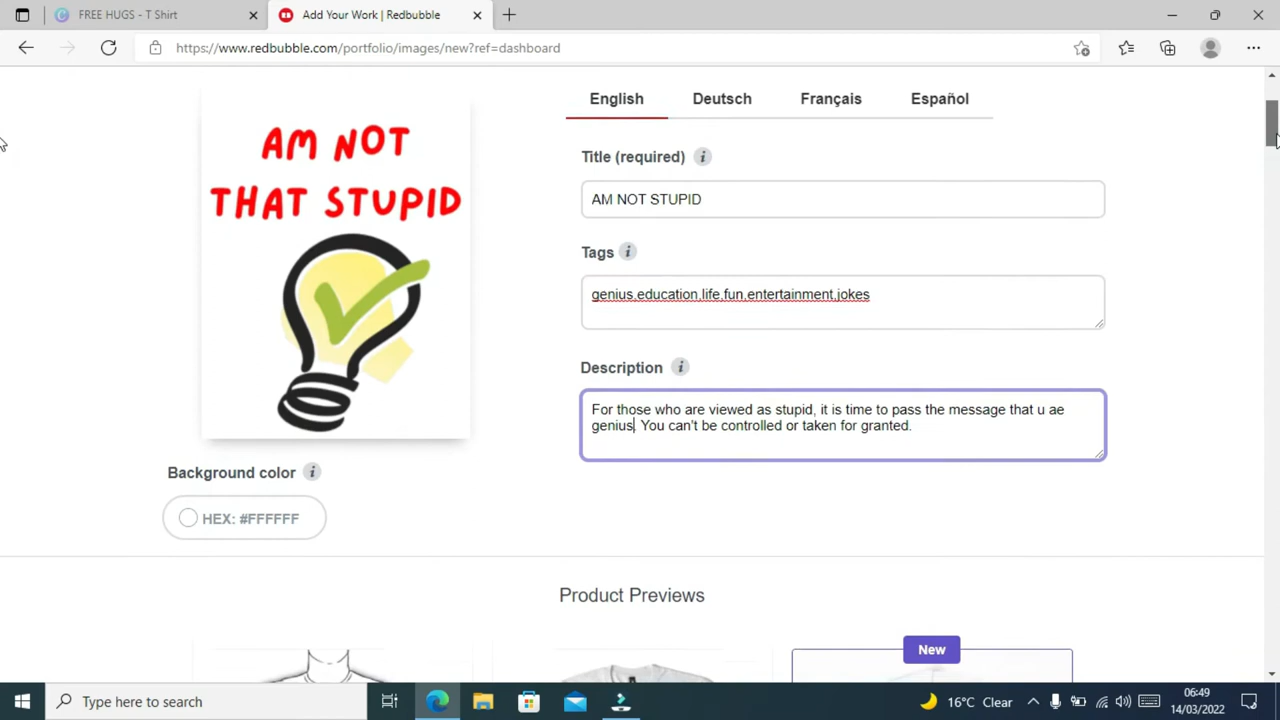 FREE HUGS - T Shirt
Add Your Work | Redbubble
https://www.redbubble.com/portfolio/images/new?ref=dashboard
English Deutsch Français Español
AM NOT
THAT STUPID
Title (required)
AM NOT STUPID
Tags
genius,education,life,fun,entertainment,jokes
Description
For those who are viewed as stupid, it is time to pass the message that u ae
genius. You can't be controlled or taken for granted.
Background color
HEX: #FFFFFF
Product Previews
New
Type here to search
16°C Clear
06:49
14/03/2022